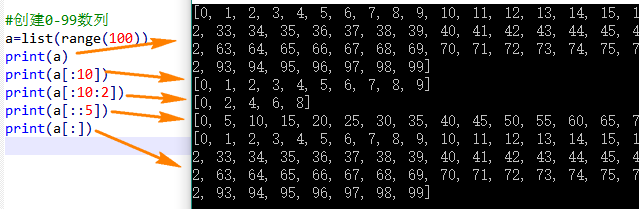 #创建0-99数列
a=list(range(100))
print(a)
print(a[:10])
print(a[:10:2])
print(a[::5])
print(a[:])
[0, 1, 2, 3, 4, 5, 6, 7, 8, 9, 10, 11, 12, 13, 14, 15, 1
2, 33, 34, 35, 36, 37, 38, 39, 40, 41, 42, 43, 44, 45, 4
2, 63, 64, 65, 66, 67, 68, 69, 70, 71, 72, 73, 74, 75, 7
2, 93, 94, 95, 96, 97, 98, 99]
[0, 1, 2, 3, 4, 5, 6, 7, 8, 9]
[0, 2, 4, 6, 8]
[0, 5, 10, 15, 20, 25, 30, 35, 40, 45, 50, 55, 60, 65, 7
[0, 1, 2, 3, 4, 5, 6, 7, 8, 9, 10, 11, 12, 13, 14, 15, 1
2, 33, 34, 35, 36, 37, 38, 39, 40, 41, 42, 43, 44, 45, 4
2, 63, 64, 65, 66, 67, 68, 69, 70, 71, 72, 73, 74, 75, 7
2, 93, 94, 95, 96, 97, 98, 99]